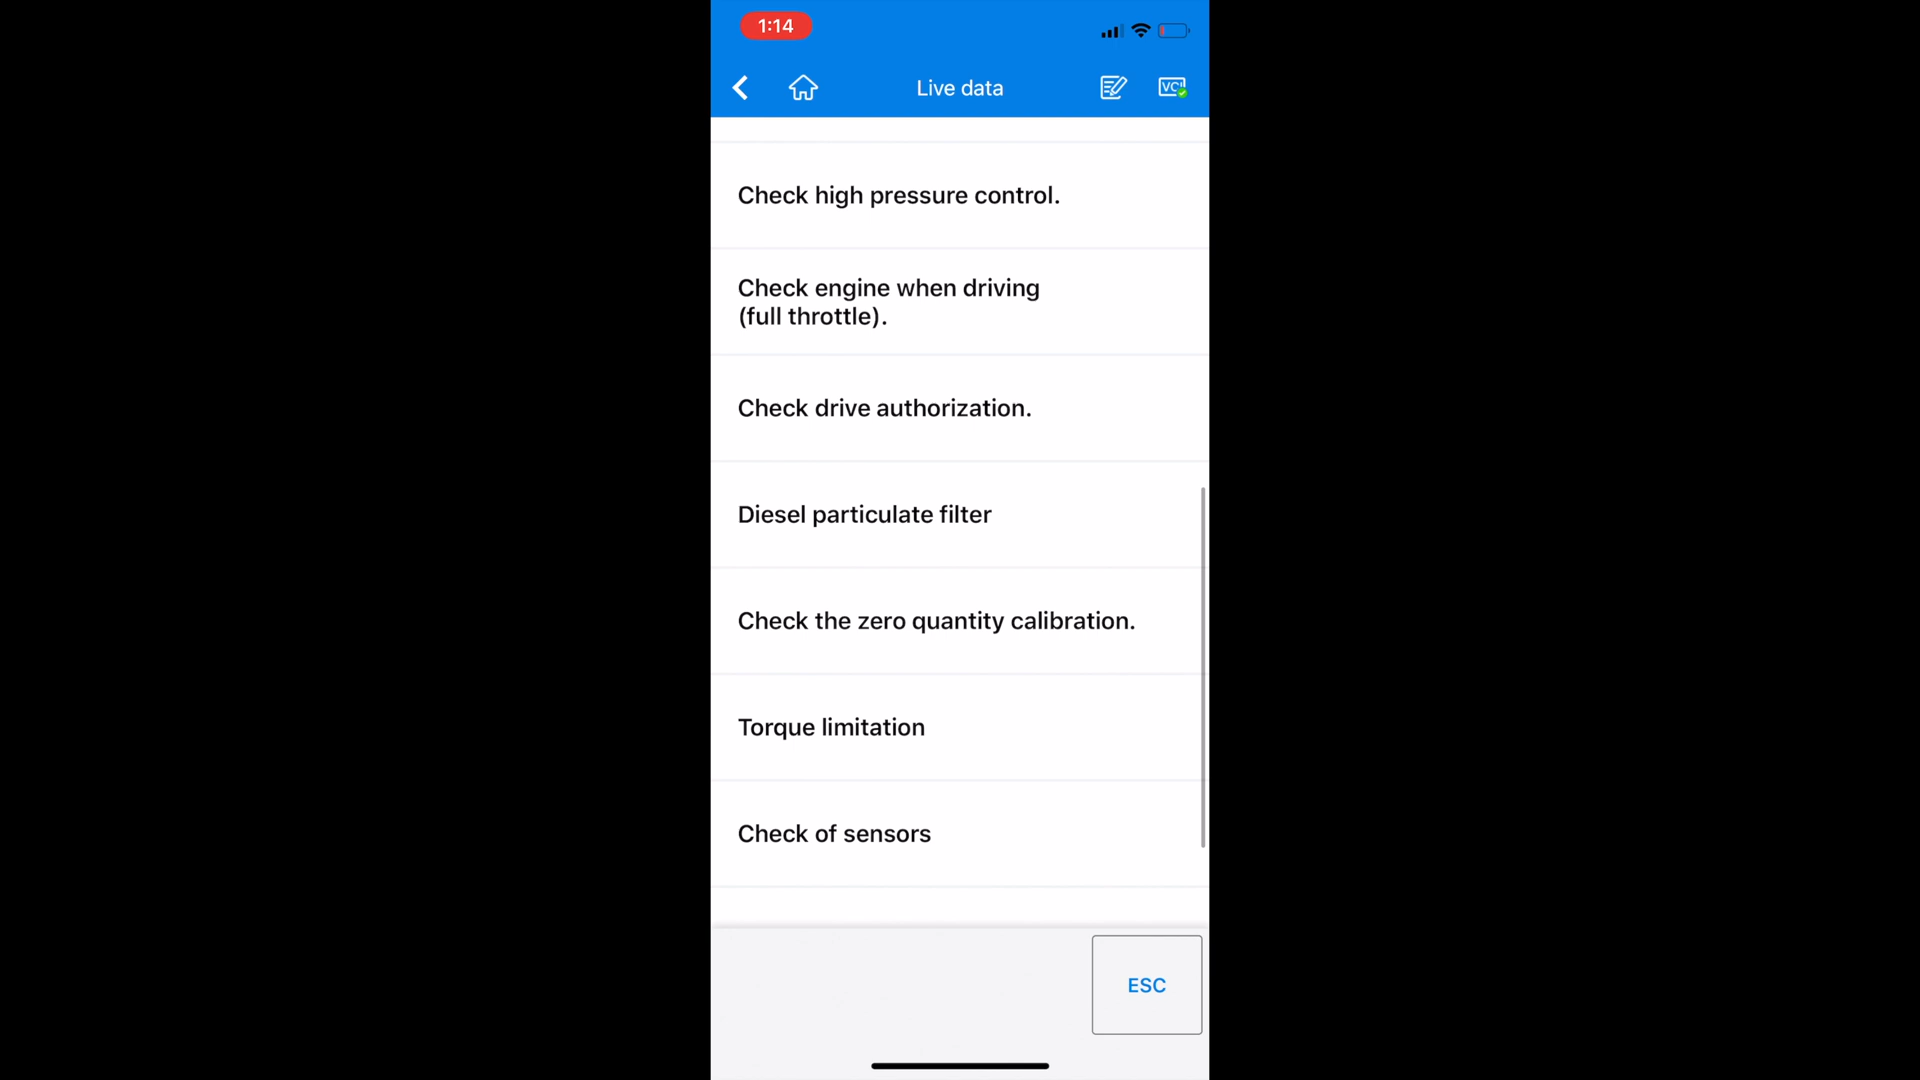 1:14
Live data
VCI
Check high pressure control.
Check engine when driving
(full throttle).
Check drive authorization.
Diesel particulate filter
Check the zero quantity calibration.
Torque limitation
Check of sensors
ESC